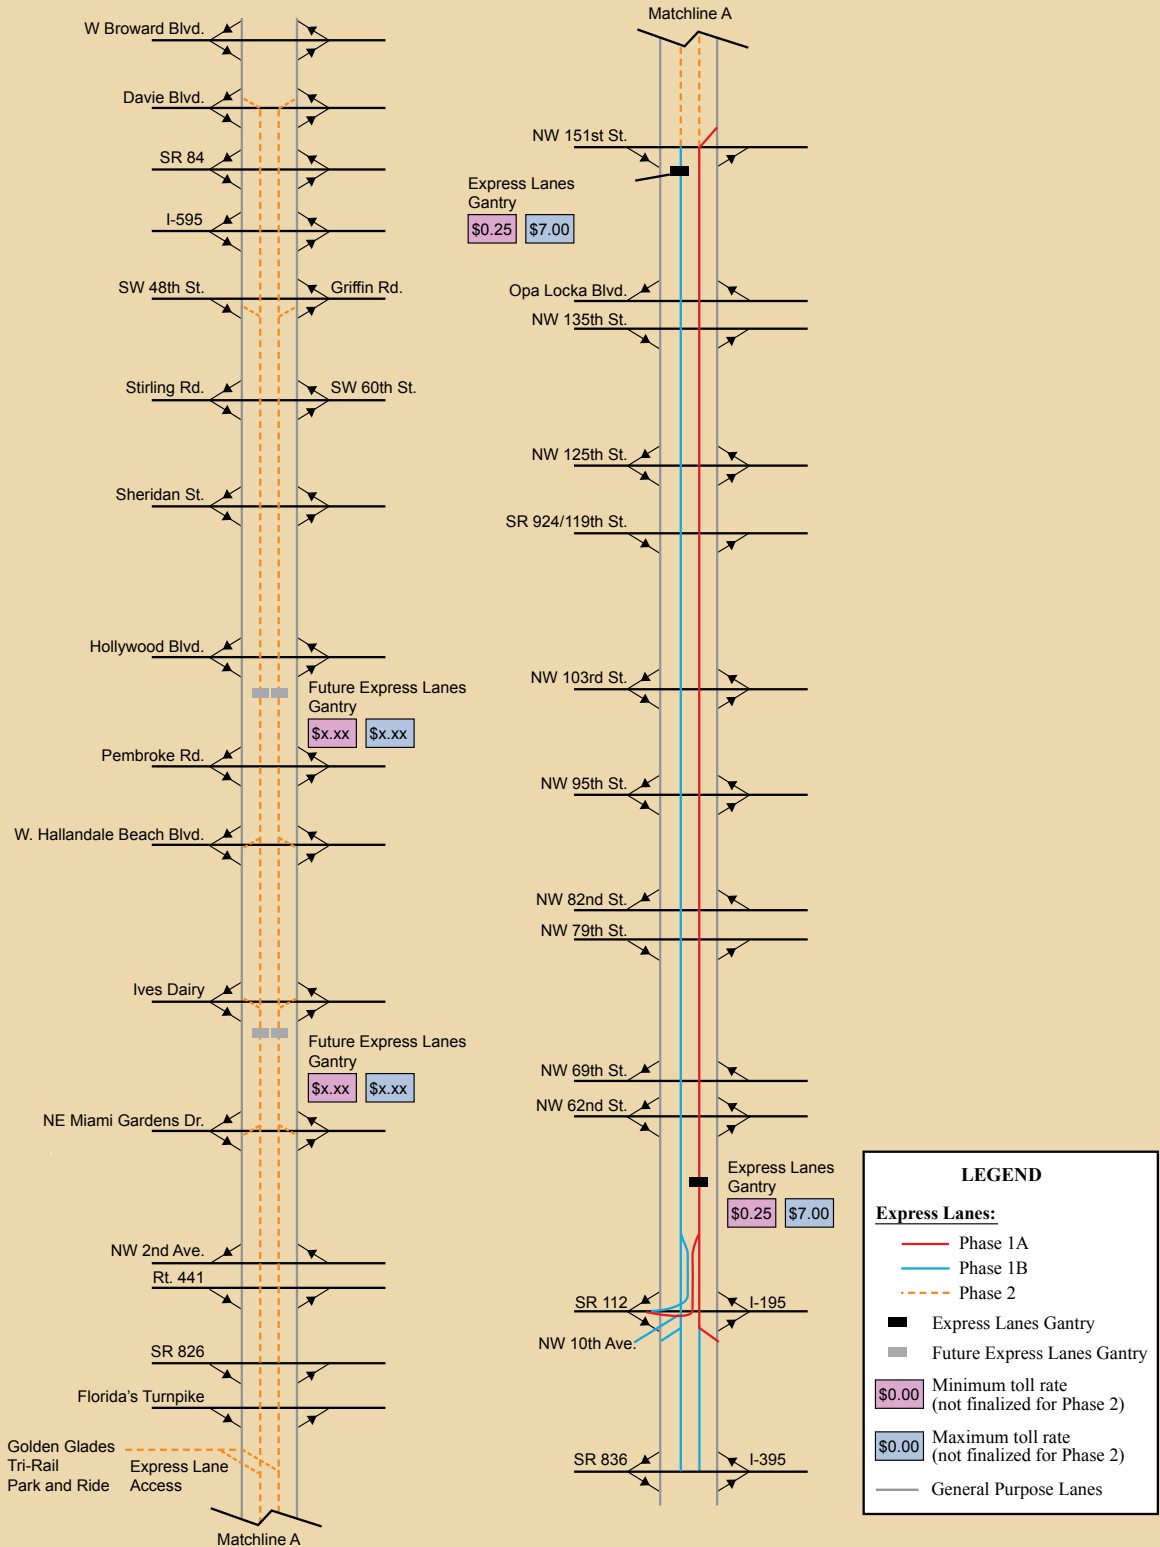 W Broward Blvd.
Davie Blvd.
SR 84
I-595
SW 48th St.
Griffin Rd.
Stirling Rd.
SW 60th St.
Sheridan St.
Hollywood Blvd.
Future Express Lanes
Gantry
$x.xx $x.xx
Pembroke Rd.
W. Hallandale Beach Blvd.
Ives Dairy
Future Express Lanes
Gantry
$x.xx $x.xx
NE Miami Gardens Dr.
NW 2nd Ave.
Rt. 441
SR 826
Florida's Turnpike
Golden Glades
Tri-Rail
Park and Ride
Express Lane
Access
Matchline A
Matchline A
NW 151st St.
Express Lanes
Gantry
$0.25 $7.00
Opa Locka Blvd.
NW 135th St.
NW 125th St.
SR 924/119th St.
NW 103rd St.
NW 95th St.
NW 82nd St.
NW 79th St.
NW 69th St.
NW 62nd St.
Express Lanes
Gantry
$0.25 $7.00
SR 112
I-195
NW 10th Ave.
SR 836
I-395
LEGEND
Express Lanes:
Phase 1A
Phase 1B
Phase 2
Express Lanes Gantry
Future Express Lanes Gantry
$0.00
Minimum toll rate
(not finalized for Phase 2)
$0.00
Maximum toll rate
(not finalized for Phase 2)
General Purpose Lanes